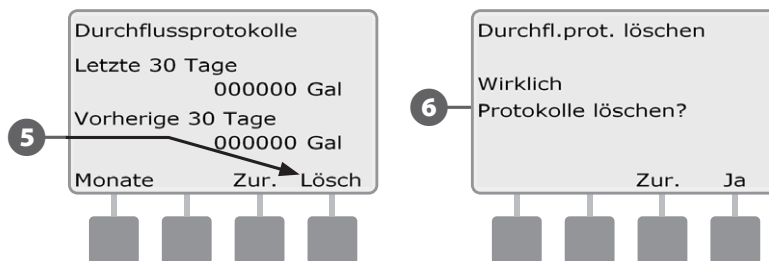 Durchflussprotokolle
Letzte 30 Tage
000000 Gal
Vorherige 30 Tage
000000 Gal
Monate Zur. Lösch
5
Durchfl.prot. löschen
Wirklich
Protokolle löschen?
Zur. Ja
6